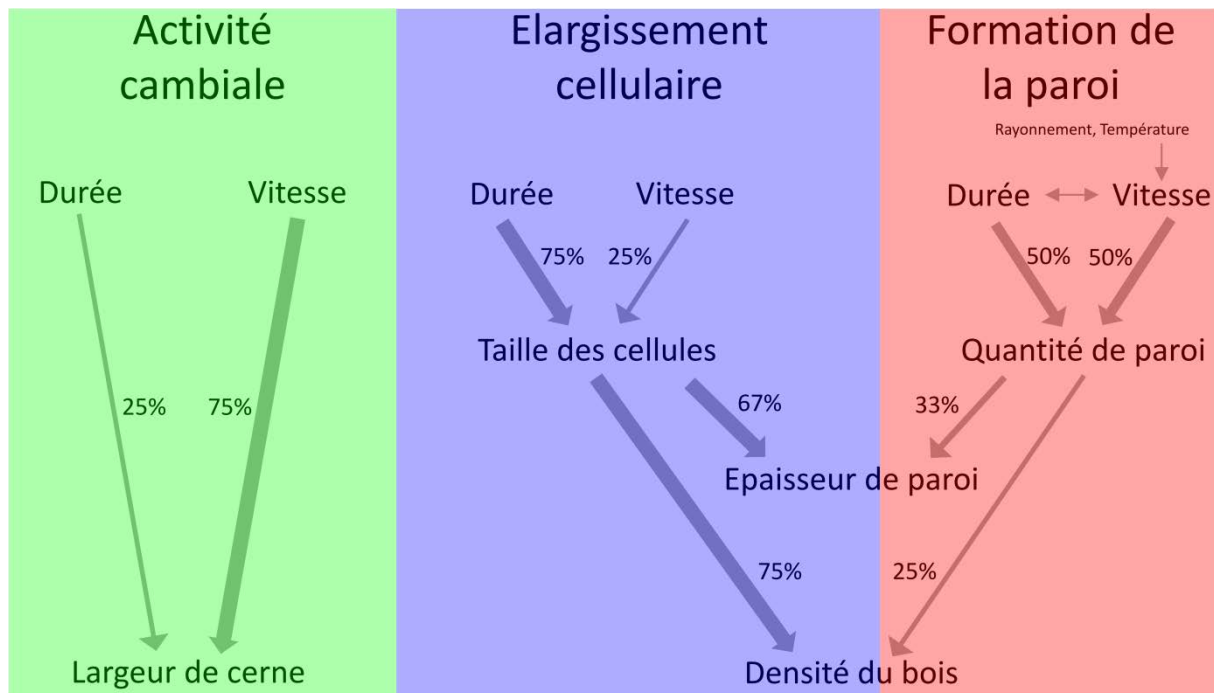 Activité
cambiale
Elargissement
cellulaire
Formation de
la paroi
Rayonnement, Température
Durée
Vitesse
Durée
Vitesse
Durée
Vitesse
75%
25%
50%
50%
Taille des cellules
Quantité de paroi
25%
75%
67%
33%
Epaisseur de paroi
75%
25%
Largeur de cerne
Densité du bois